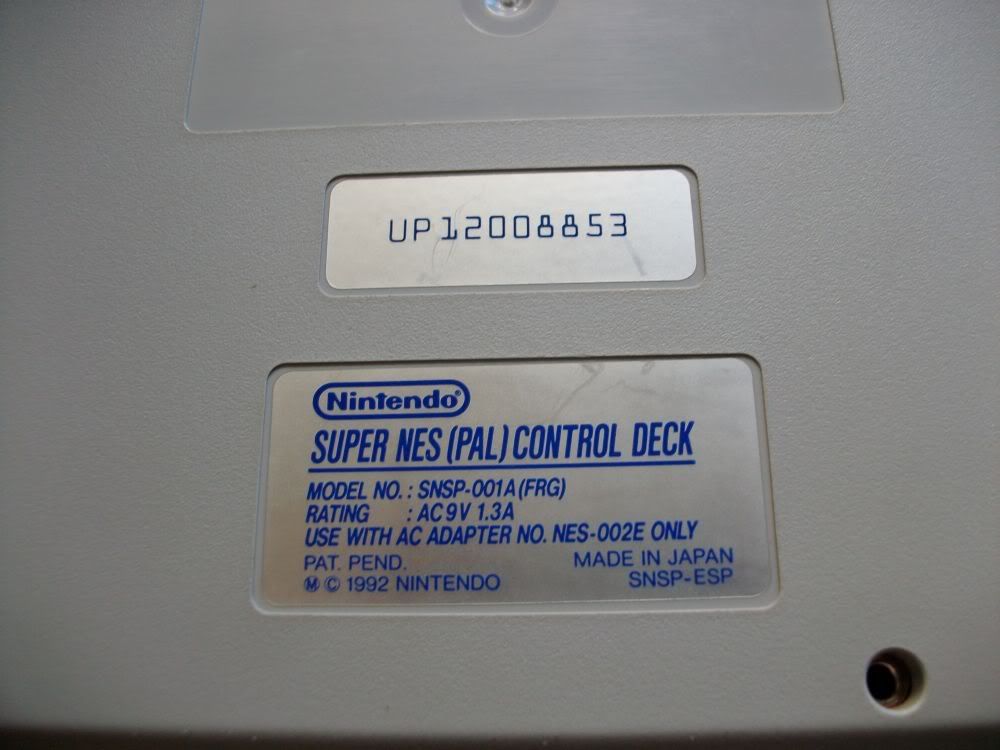 UP12008853
Nintendo®
SUPER NES (PAL) CONTROL DECK
MODEL NO. : SNSP-001A(FRG)
RATING : AC 9V 1.3A
USE WITH AC ADAPTER NO. NES-002E ONLY
PAT. PEND. MADE IN JAPAN
Ⓜ © 1992 NINTENDO SNSP-ESP